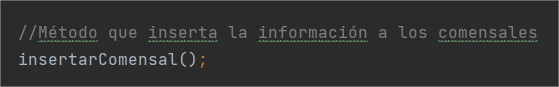 //Método que inserta la información a los comensales
insertarComensal();